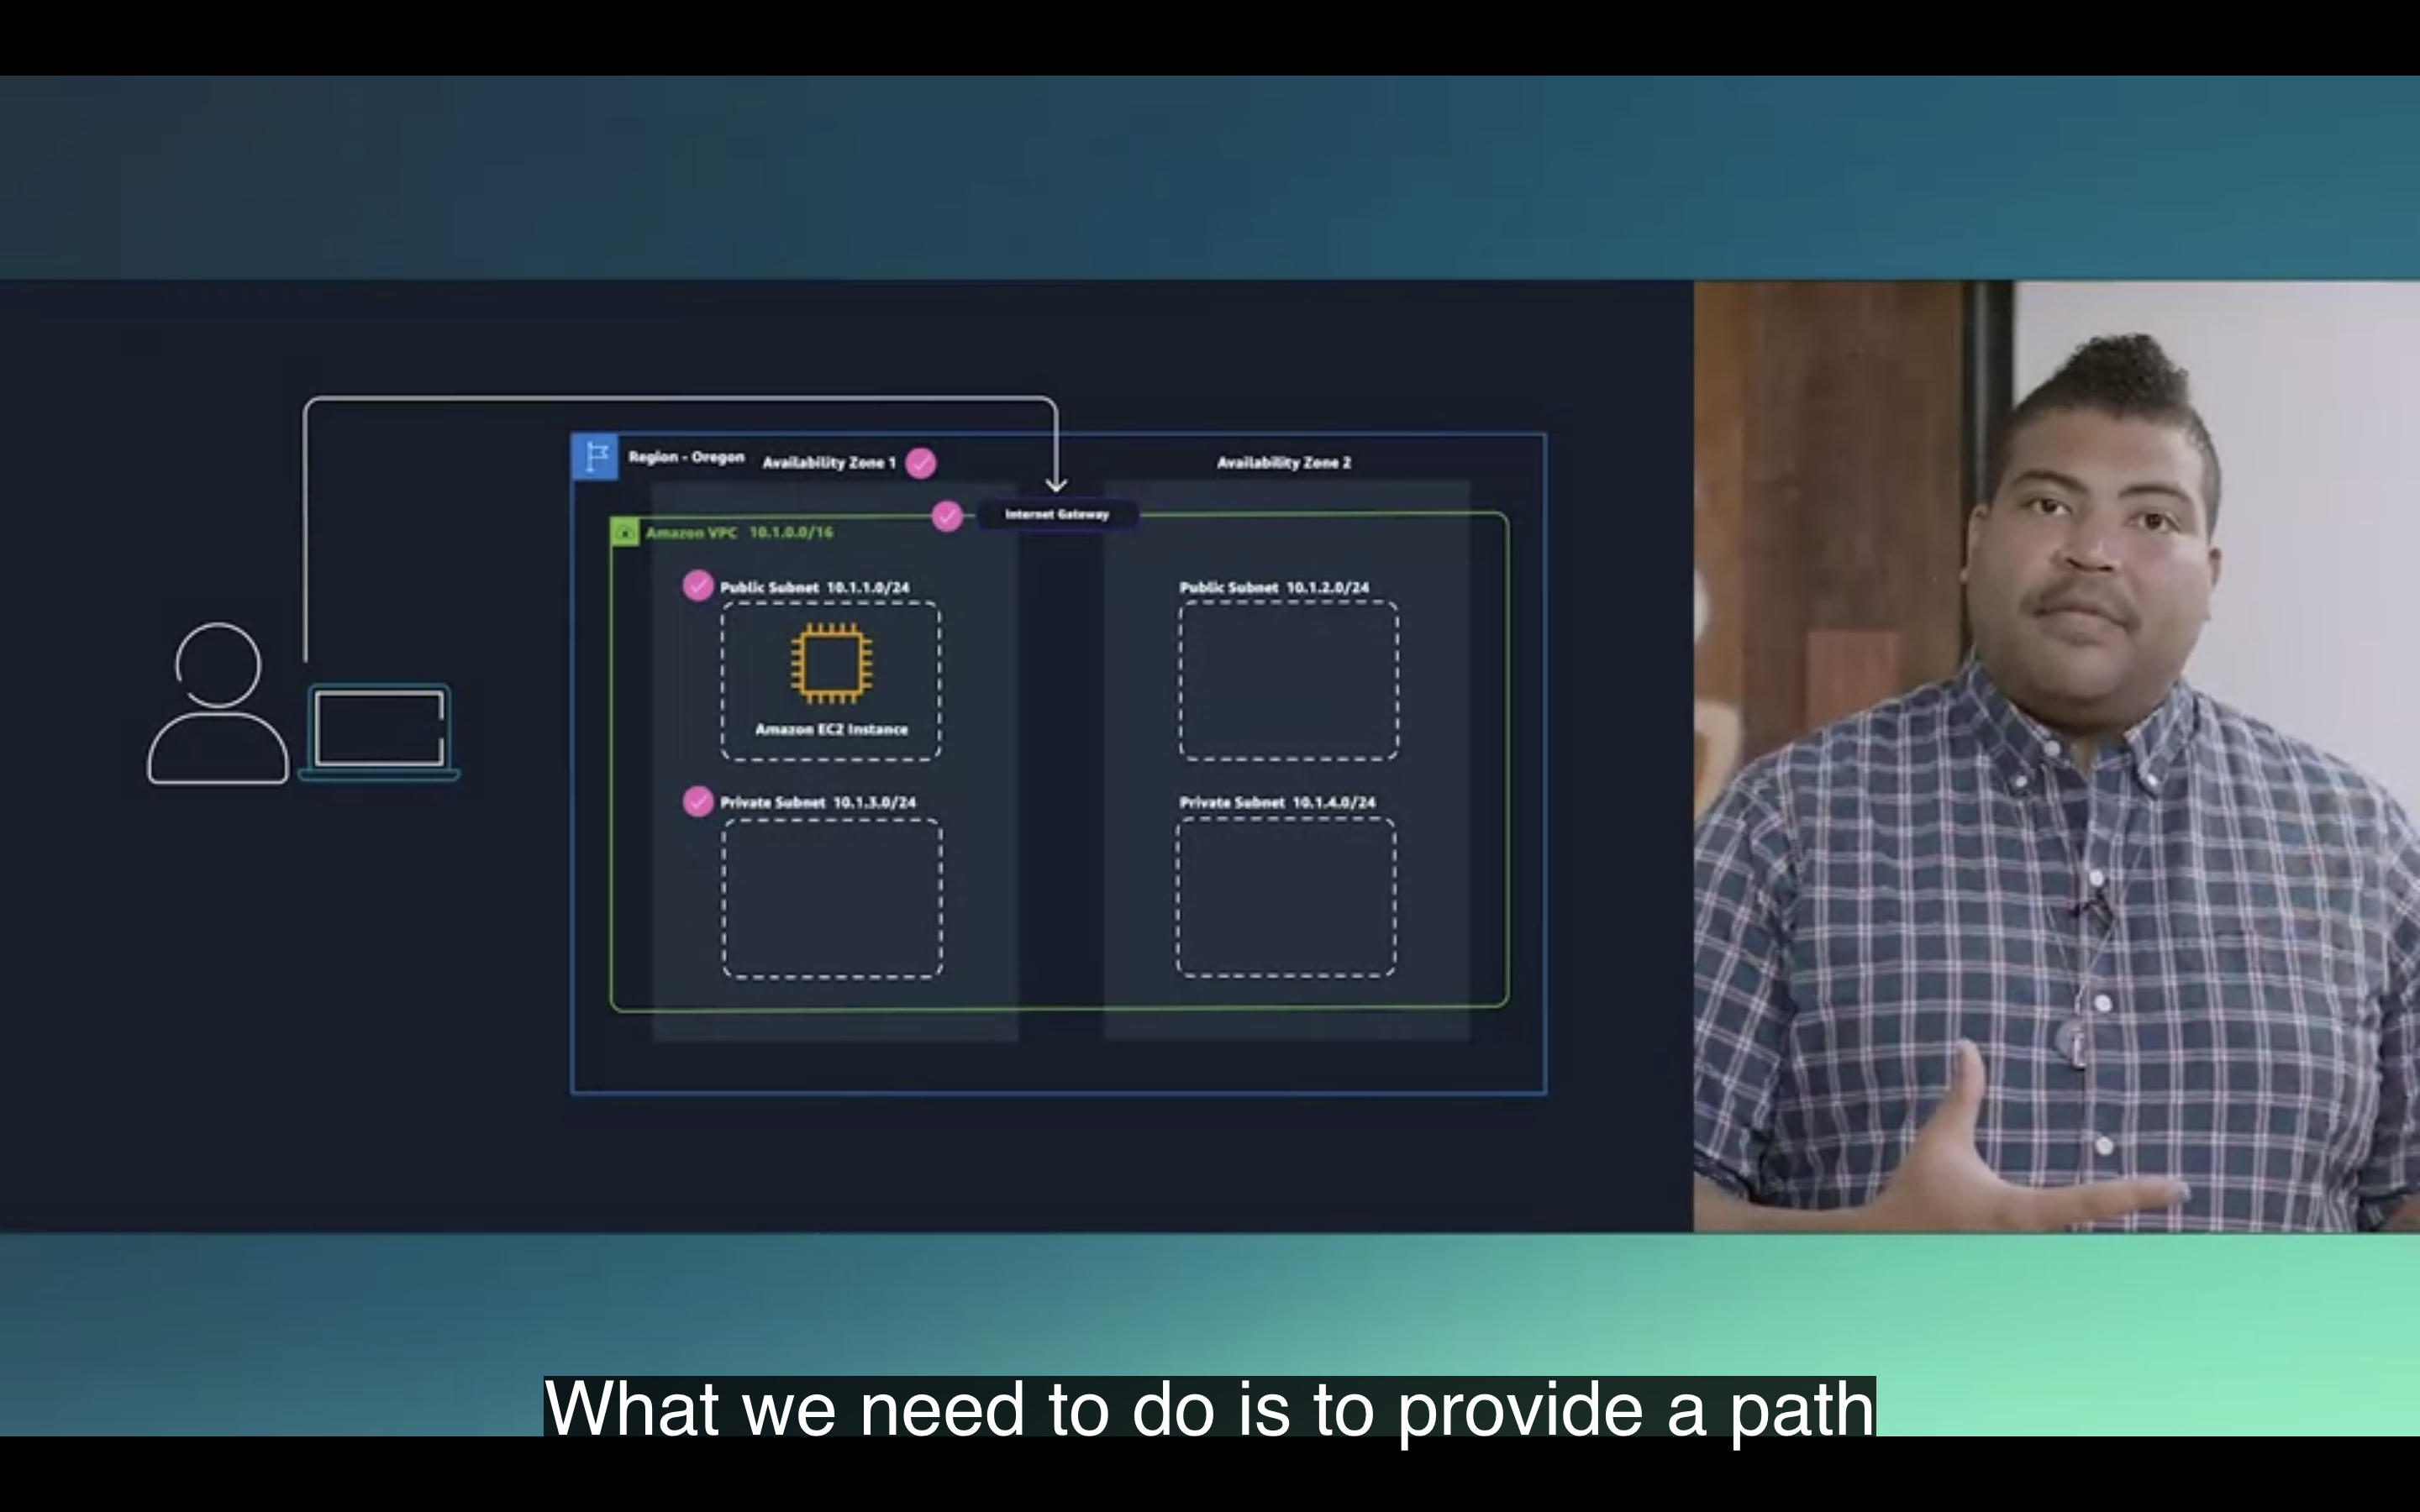 Region - Oregon
Availability Zone 1
Availability Zone 2
Internet Gateway
Amazon VPC 10.1.0.0/16
Public Subnet 10.1.1.0/24
Public Subnet 10.1.2.0/24
Amazon EC2 Instance
Private Subnet 10.1.3.0/24
Private Subnet 10.1.4.0/24
What we need to do is to provide a path